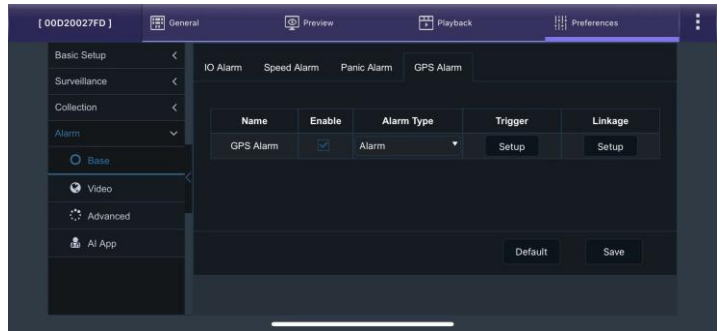 [ 00D20027FD ] General Preview Playback Preferences
Basic Setup
Surveillance
Collection
Alarm
Base
Video
Advanced
AI App
IO Alarm Speed Alarm Panic Alarm GPS Alarm
Name Enable Alarm Type Trigger Linkage
GPS Alarm Alarm Setup Setup
Default Save